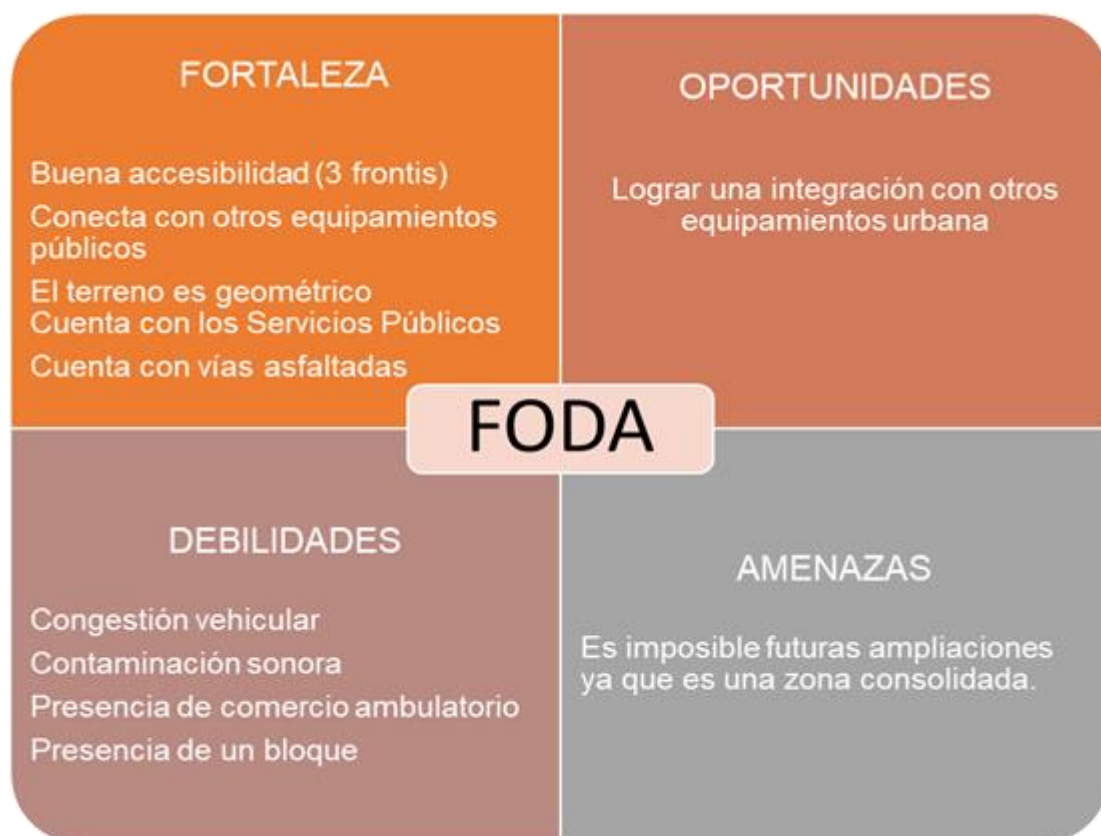 FORTALEZA
Buena accesibilidad (3 frontis)
Conecta con otros equipamientos
públicos
El terreno es geométrico
Cuenta con los Servicios Públicos
Cuenta con vías asfaltadas
OPORTUNIDADES
Lograr una integración con otros
equipamientos urbana
FODA
DEBILIDADES
Congestión vehicular
Contaminación sonora
Presencia de comercio ambulatorio
Presencia de un bloque
AMENAZAS
Es imposible futuras ampliaciones
ya que es una zona consolidada.